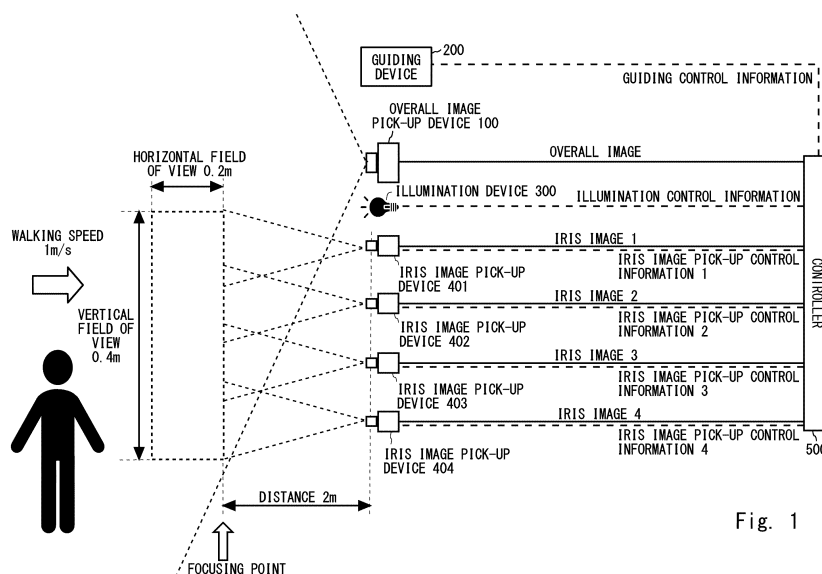 200
GUIDING
DEVICE
GUIDING CONTROL INFORMATION
OVERALL IMAGE
PICK-UP DEVICE 100
OVERALL IMAGE
HORIZONTAL FIELD
OF VIEW 0.2m
ILLUMINATION DEVICE 300
ILLUMINATION CONTROL INFORMATION
WALKING SPEED
1m/s
IRIS IMAGE 1
IRIS IMAGE PICK-UP CONTROL
INFORMATION 1
IRIS IMAGE PICK-UP
DEVICE 401
IRIS IMAGE 2
IRIS IMAGE PICK-UP CONTROL
INFORMATION 2
IRIS IMAGE PICK-UP
DEVICE 402
VERTICAL
FIELD OF
VIEW
0.4m
IRIS IMAGE 3
IRIS IMAGE PICK-UP CONTROL
INFORMATION 3
IRIS IMAGE PICK-UP
DEVICE 403
IRIS IMAGE 4
IRIS IMAGE PICK-UP CONTROL
INFORMATION 4
IRIS IMAGE PICK-UP
DEVICE 404
CONTROLLER
500
DISTANCE 2m
FOCUSING POINT
Fig. 1